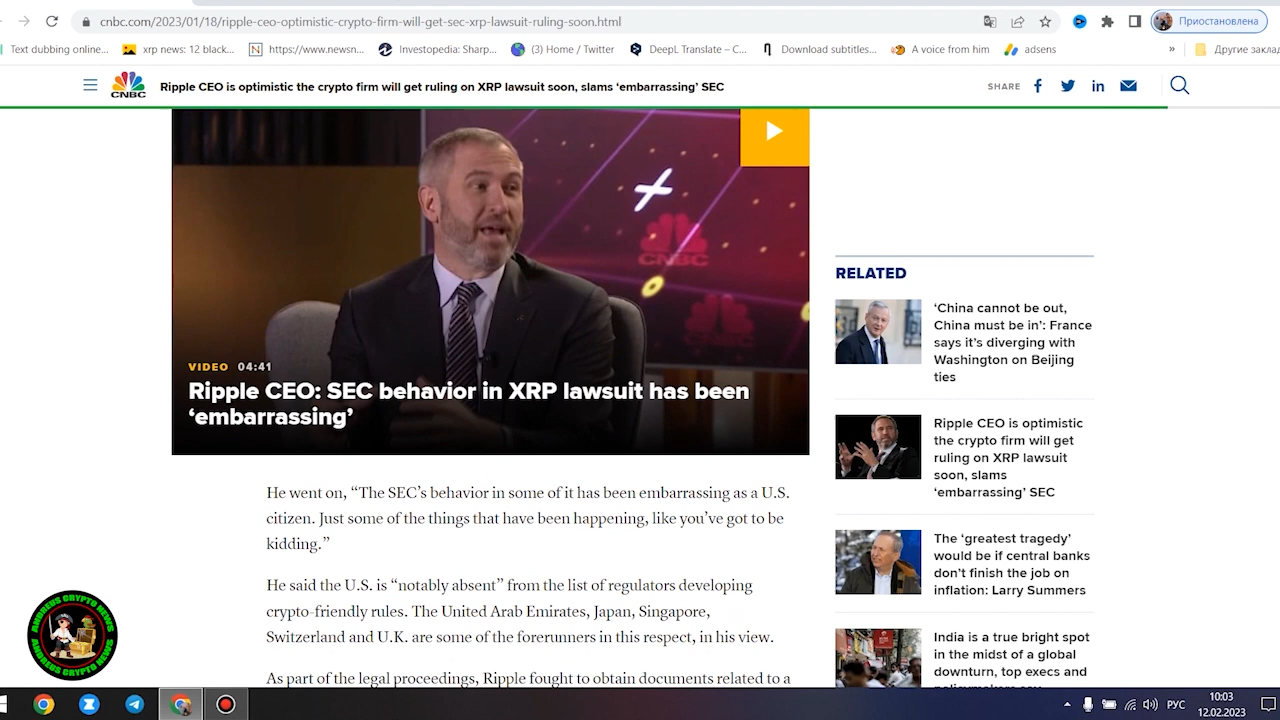 cnbc.com/2023/01/18/ripple-ceo-optimistic-crypto-firm-will-get-sec-xrp-lawsuit-ruling-soon.html
Приостановлена
Text dubbing online...
xrp news: 12 black...
https://www.newsn...
Investopedia: Sharp...
(3) Home / Twitter
DeepL Translate – C...
Download subtitles...
A voice from him
adsens
»
Другие закла
CNBC
Ripple CEO is optimistic the crypto firm will get ruling on XRP lawsuit soon, slams ‘embarrassing’ SEC
SHARE
CNBC
VIDEO 04:41
Ripple CEO: SEC behavior in XRP lawsuit has been
‘embarrassing’
He went on, “The SEC’s behavior in some of it has been embarrassing as a U.S.
citizen. Just some of the things that have been happening, like you’ve got to be
kidding.”
He said the U.S. is “notably absent” from the list of regulators developing
crypto-friendly rules. The United Arab Emirates, Japan, Singapore,
Switzerland and U.K. are some of the forerunners in this respect, in his view.
As part of the legal proceedings, Ripple fought to obtain documents related to a
RELATED
‘China cannot be out,
China must be in’: France
says it’s diverging with
Washington on Beijing
ties
Ripple CEO is optimistic
the crypto firm will get
ruling on XRP lawsuit
soon, slams
‘embarrassing’ SEC
The ‘greatest tragedy’
would be if central banks
don’t finish the job on
inflation: Larry Summers
India is a true bright spot
in the midst of a global
downturn, top execs and
ANDREUS CRYPTO NEWS
ANDREUS CRYPTO NEWS
РУС
10:03
12.02.2023